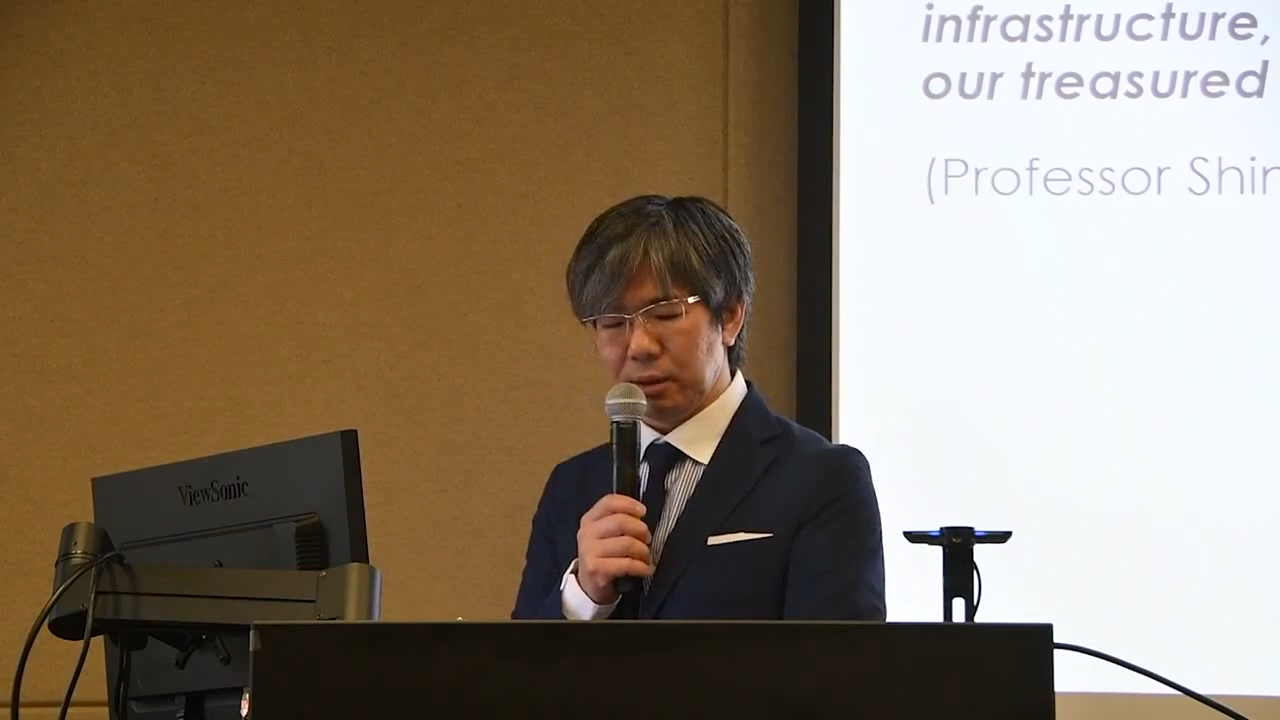 infrastructure,
our treasured
(Professor Shin
ViewSonic